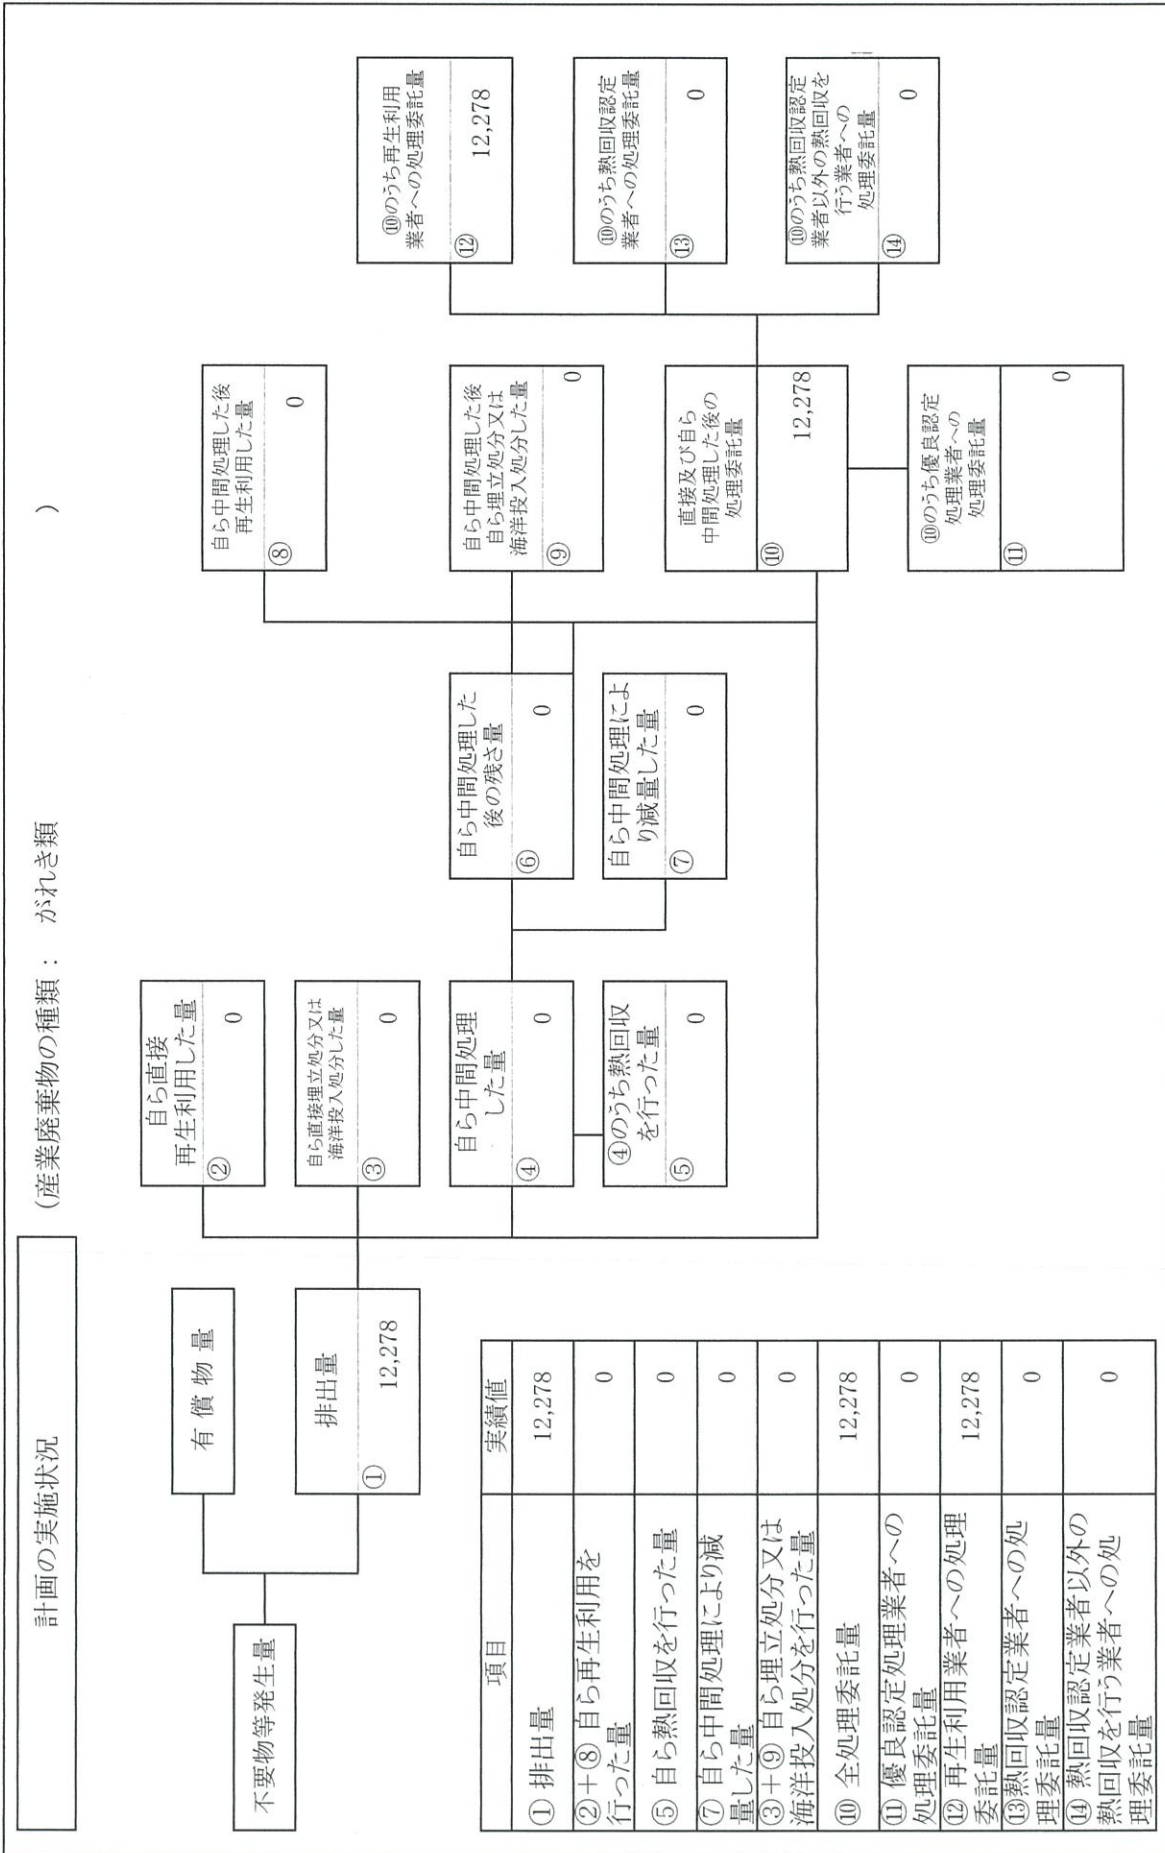 計画の実施状況
(産業廃棄物の種類： がれき類 )
不要物等発生量
有償物量
排出量
① 12,278
自ら直接
再生利用した量
② 0
自ら直接埋立処分又は
海洋投入処分した量
③ 0
自ら中間処理
した量
④ 0
④のうち熱回収
を行った量
⑤ 0
自ら中間処理した
後の残さ量
⑥ 0
自ら中間処理によ
り減量した量
⑦ 0
自ら中間処理した後
再生利用した量
⑧ 0
自ら中間処理した後
自ら埋立処分又は
海洋投入処分した量
⑨ 0
直接及び自ら
中間処理した後の
処理委託量
⑩ 12,278
⑩のうち優良認定
処理業者への
処理委託量
⑪ 0
⑩のうち再生利用
業者への処理委託量
⑫ 12,278
⑩のうち熱回収認定
業者への処理委託量
⑬ 0
⑩のうち熱回収認定
業者以外の熱回収を
行う業者への
処理委託量
⑭ 0
項目 実績値
① 排出量 12,278
②＋⑧ 自ら再生利用を
行った量 0
⑤ 自ら熱回収を行った量 0
⑦ 自ら中間処理により減
量した量 0
③＋⑨ 自ら埋立処分又は
海洋投入処分を行った量 0
⑩ 全処理委託量 12,278
⑪ 優良認定処理業者への
処理委託量 0
⑫ 再生利用業者への処理
委託量 12,278
⑬熱回収認定業者への処
理委託量 0
⑭ 熱回収認定業者以外の
熱回収を行う業者への処
理委託量 0